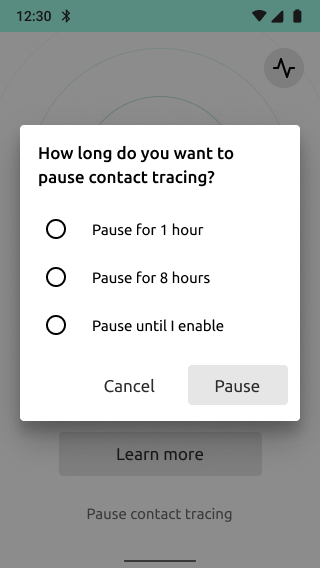 12:30
How long do you want to
pause contact tracing?
Pause for 1 hour
Pause for 8 hours
Pause until I enable
Cancel
Pause
Learn more
Pause contact tracing